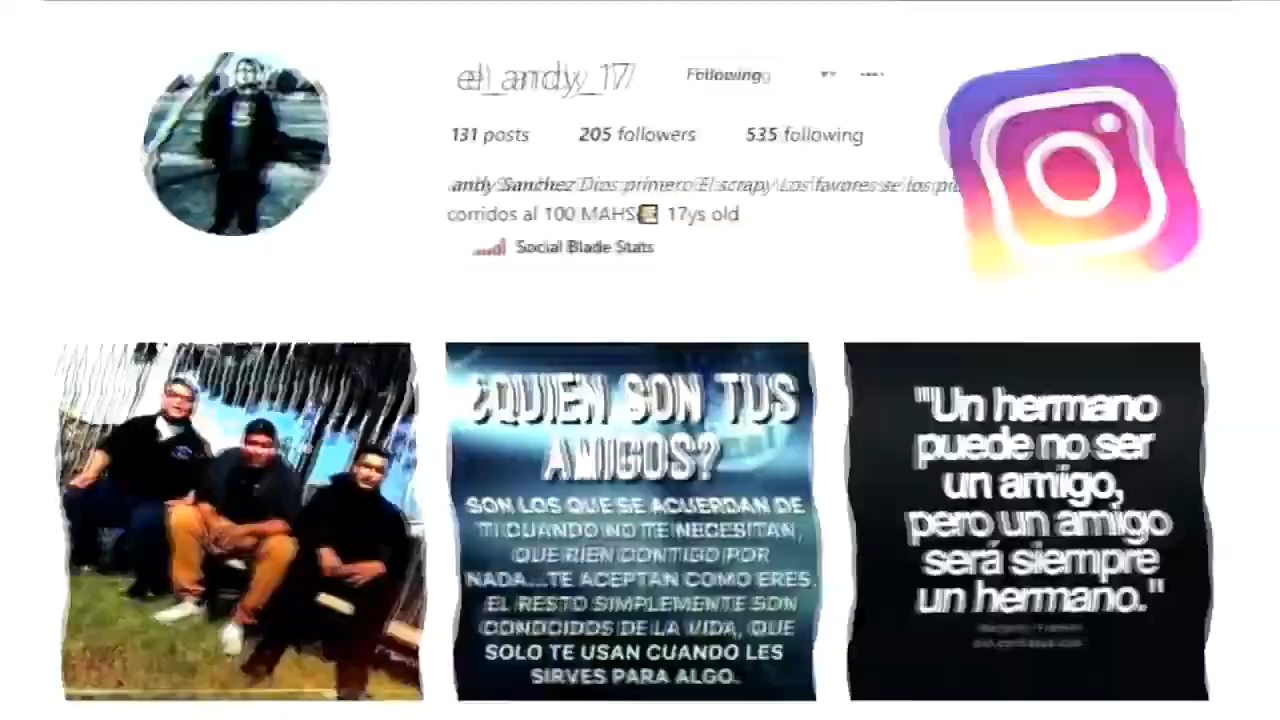 el_andy_17 Following
131 posts 205 followers 535 following
andy Sanchez Dios primero El scrapy Los favores se los
corridos al 100 MAHS 17ys old
Social Blade Stats
¿QUIEN SON TUS
AMIGOS?
SON LOS QUE SE ACUERDAN DE
TI CUANDO NO TE NECESITAN,
QUE RIEN CONTIGO POR
NADA...TE ACEPTAN COMO ERES.
EL RESTO SIMPLEMENTE SON
CONOCIDOS DE LA VIDA, QUE
SOLO TE USAN CUANDO LES
SIRVES PARA ALGO.
"Un hermano
puede no ser
un amigo,
pero un amigo
será siempre
un hermano."